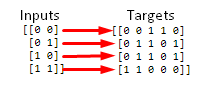 Inputs Targets
[[0 0] [[0 0 1 1 0]
[0 1] [0 1 1 0 1]
[1 0] [0 1 1 0 1]
[1 1]] [1 1 0 0 0]]